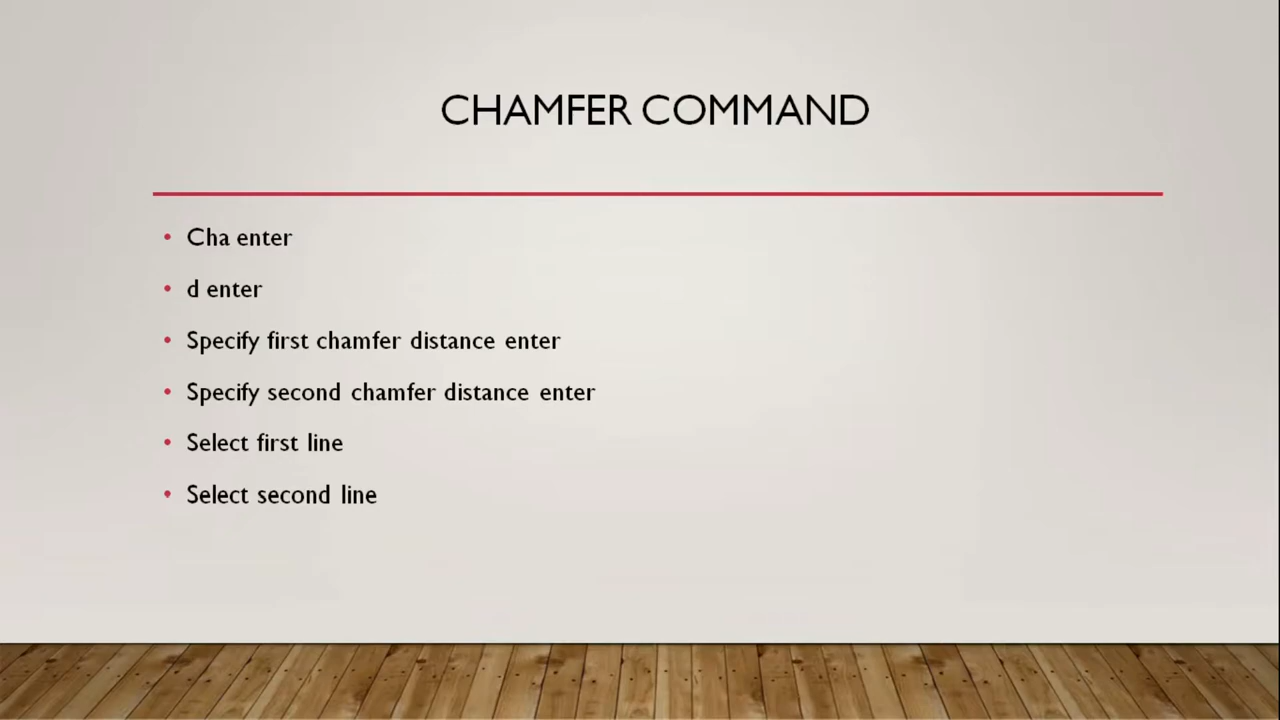 CHAMFER COMMAND
• Cha enter
• d enter
• Specify first chamfer distance enter
• Specify second chamfer distance enter
• Select first line
• Select second line